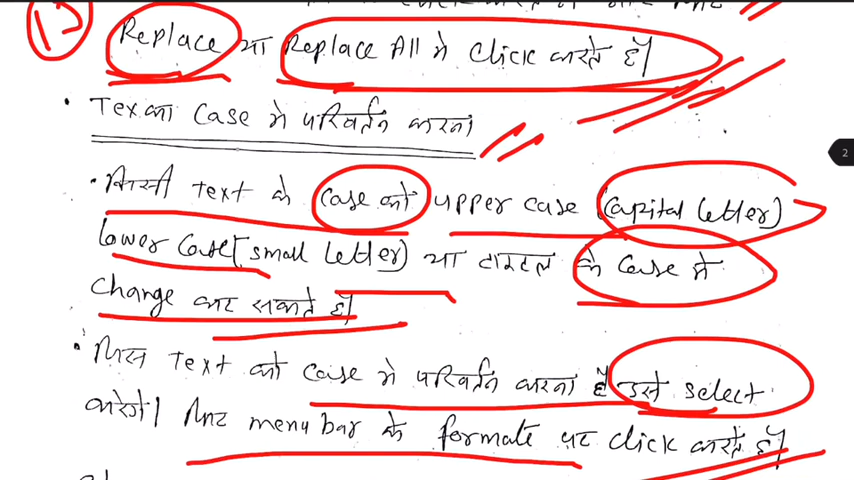 Replace या Replace All मे click करते हैं।
• Tex का case मे परिवर्तन करना
• किसी Text के case को upper case (capital letter)
lower case (small letter) या टाइटल के case मे
change कर सकते हैं।
• जिस Text को case मे परिवर्तन करना है उसे select
करेगे। फिर menu bar के formate पर click करते हैं।
2